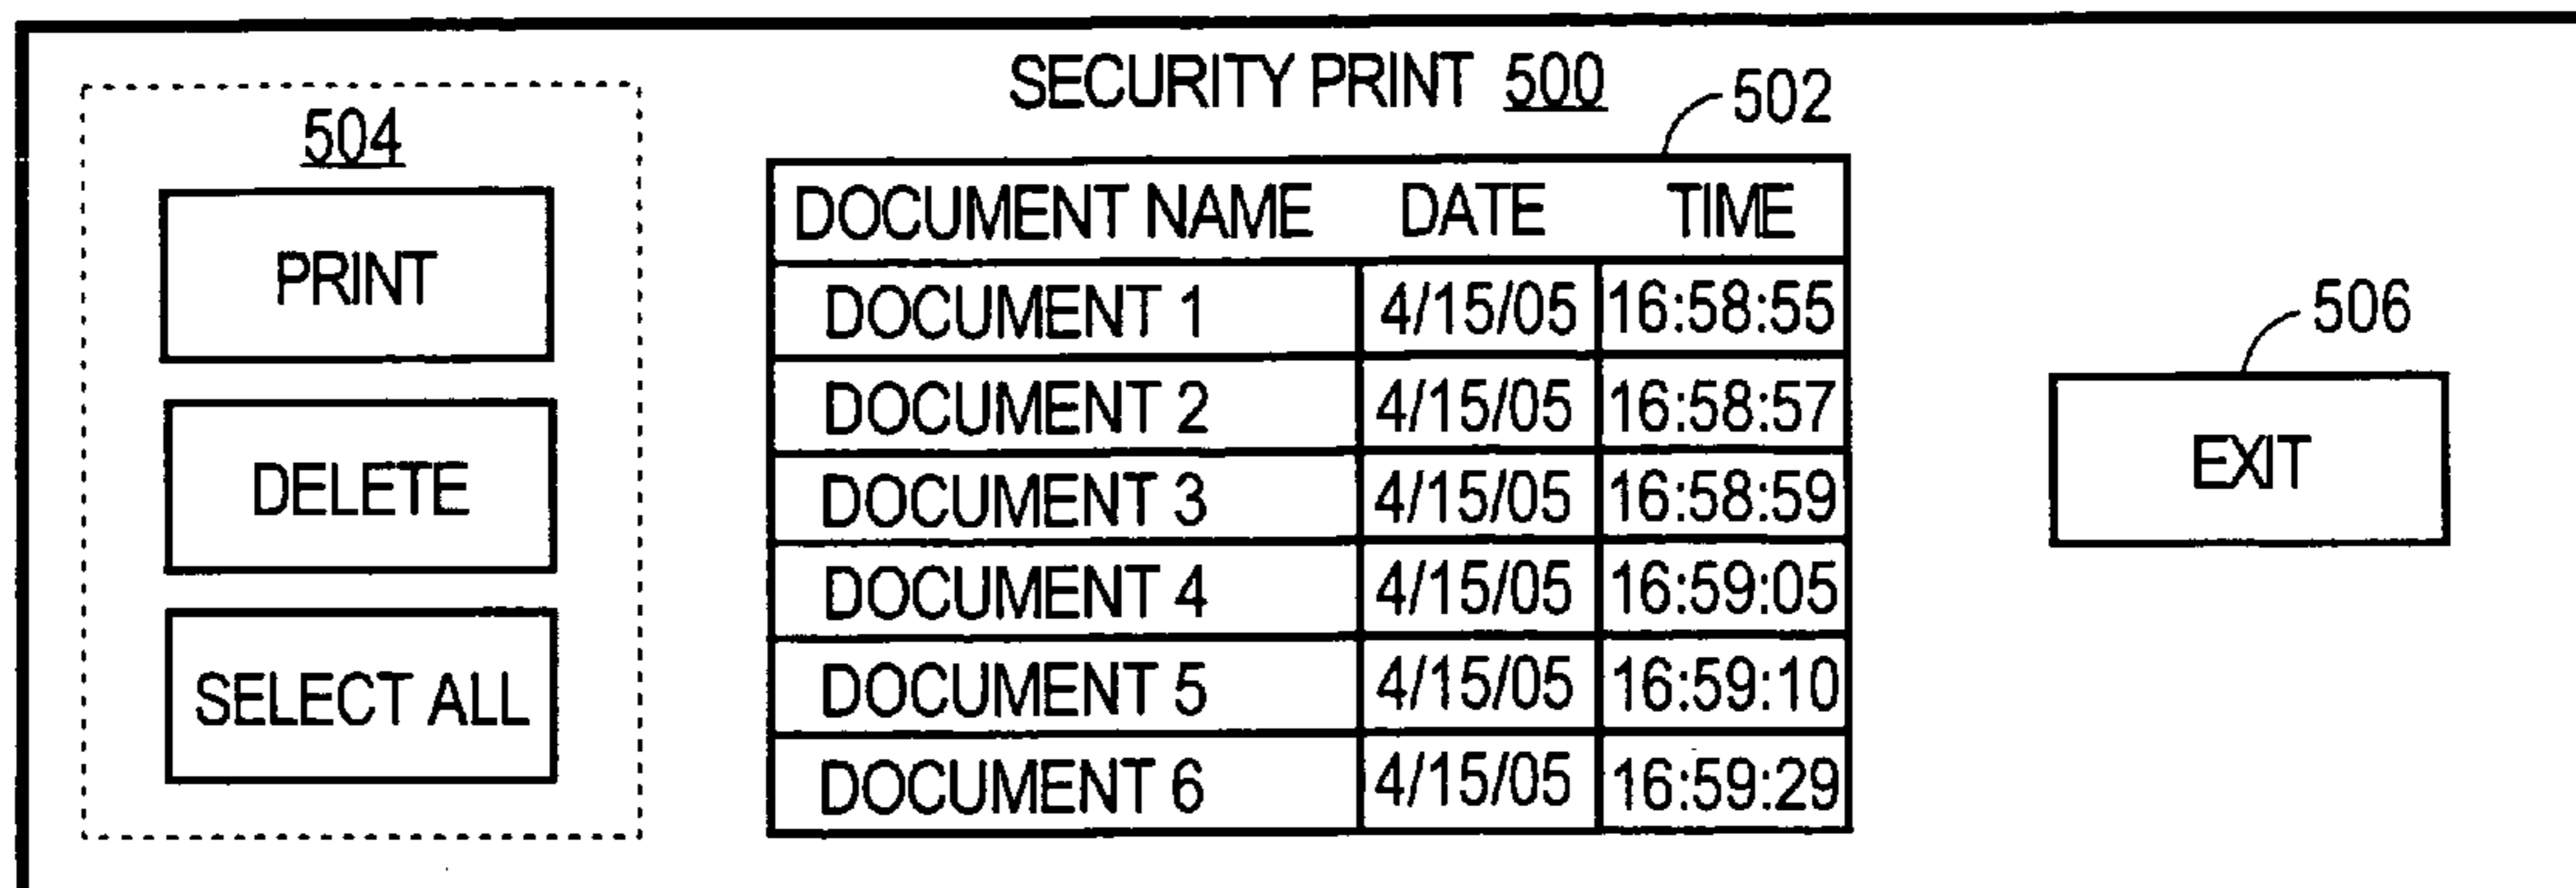 SECURITY PRINT 500
502
504
PRINT
DELETE
SELECT ALL
DOCUMENT NAME DATE TIME
DOCUMENT 1 4/15/05 16:58:55
DOCUMENT 2 4/15/05 16:58:57
DOCUMENT 3 4/15/05 16:58:59
DOCUMENT 4 4/15/05 16:59:05
DOCUMENT 5 4/15/05 16:59:10
DOCUMENT 6 4/15/05 16:59:29
506
EXIT